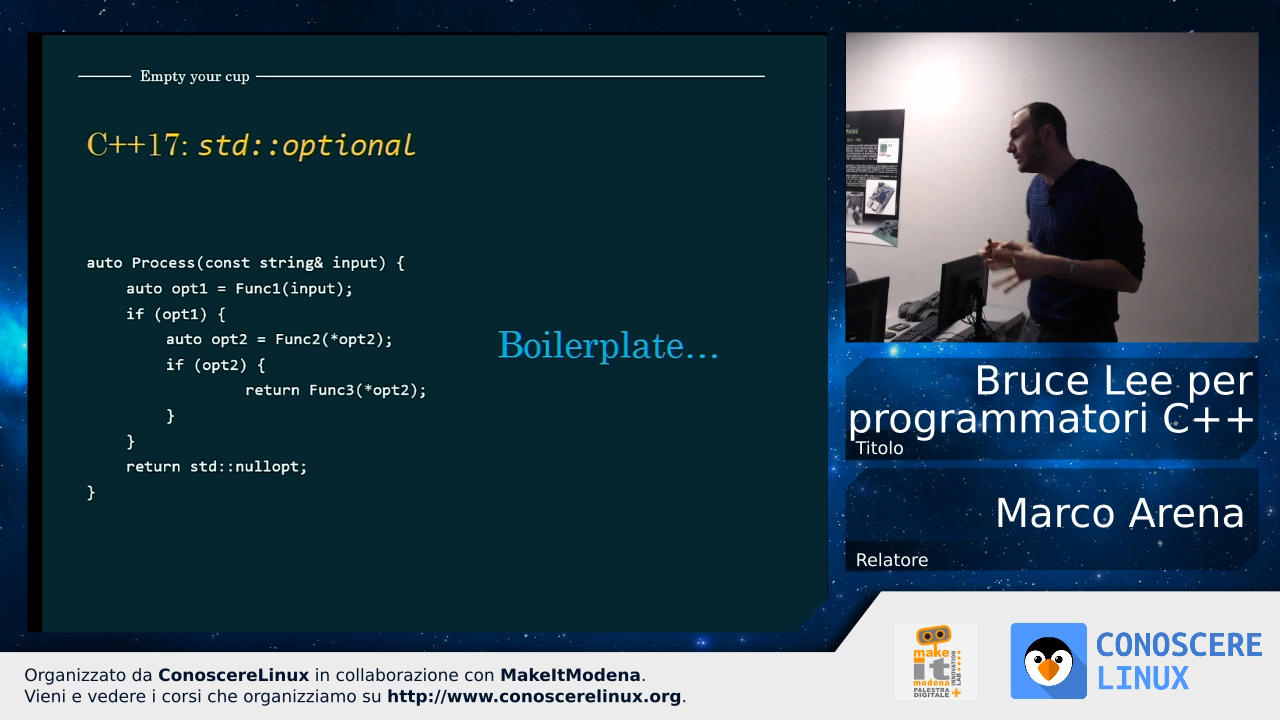 Empty your cup
C++17: std::optional
auto Process(const string& input) {
auto opt1 = Func1(input);
if (opt1) {
auto opt2 = Func2(*opt2);
if (opt2) {
return Func3(*opt2);
}
}
return std::nullopt;
}
Boilerplate...
Bruce Lee per
programmatori C++
Titolo
Marco Arena
Relatore
make
it
modena
PALESTRA
DIGITALE
INNOVATION
LAB
CONOSCERE
LINUX
Organizzato da ConoscereLinux in collaborazione con MakeItModena.
Vieni e vedere i corsi che organizziamo su http://www.conoscerelinux.org.